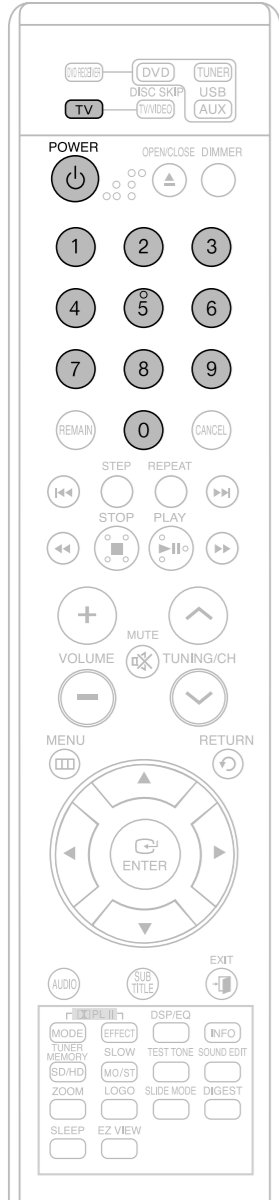 DVD RECEIVER DVD TUNER
DISC SKIP USB
TV TV/VIDEO AUX
POWER OPEN/CLOSE DIMMER
1 2 3
4 5 6
7 8 9
REMAIN 0 CANCEL
STEP REPEAT
STOP PLAY
MUTE
VOLUME TUNING/CH
MENU RETURN
ENTER
EXIT
AUDIO SUB TITLE
PL II DSP/EQ
MODE EFFECT INFO
TUNER MEMORY SLOW TEST TONE SOUND EDIT
SD/HD MO/ST
ZOOM LOGO SLIDE MODE DIGEST
SLEEP EZ VIEW